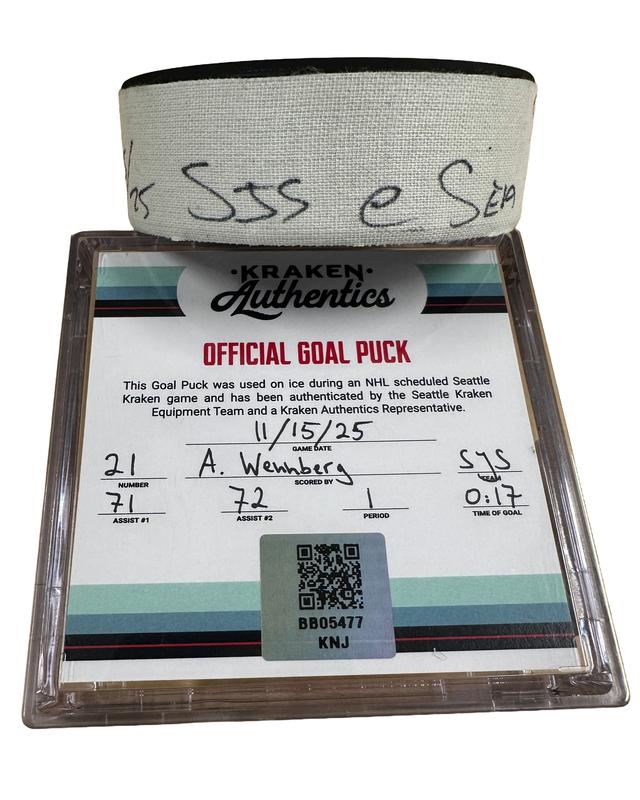 /25 SJS @ SEA
·KRAKEN·
Authentics
OFFICIAL GOAL PUCK
This Goal Puck was used on ice during an NHL scheduled Seattle
Kraken game and has been authenticated by the Seattle Kraken
Equipment Team and a Kraken Authentics Representative.
11/15/25
GAME DATE
21 A. Wennberg SJS
NUMBER SCORED BY TEAM
71 72 1 0:17
ASSIST #1 ASSIST #2 PERIOD TIME OF GOAL
BB05477
KNJ